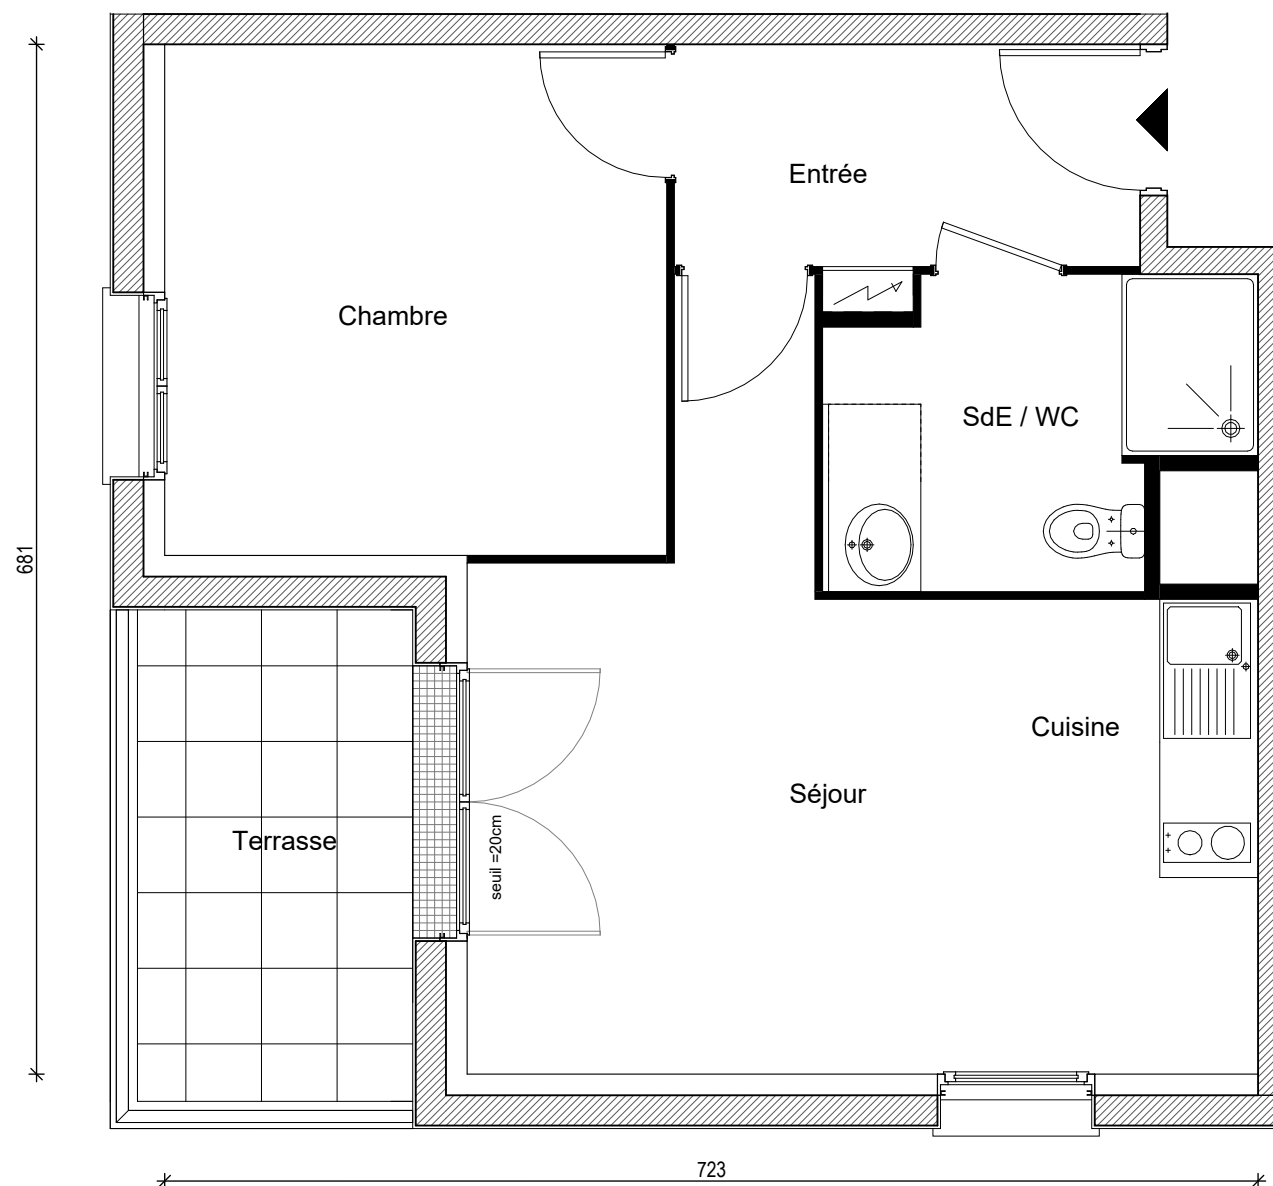 Entrée
Chambre
SdE / WC
681
Cuisine
Séjour
Terrasse
seuil =20cm
723